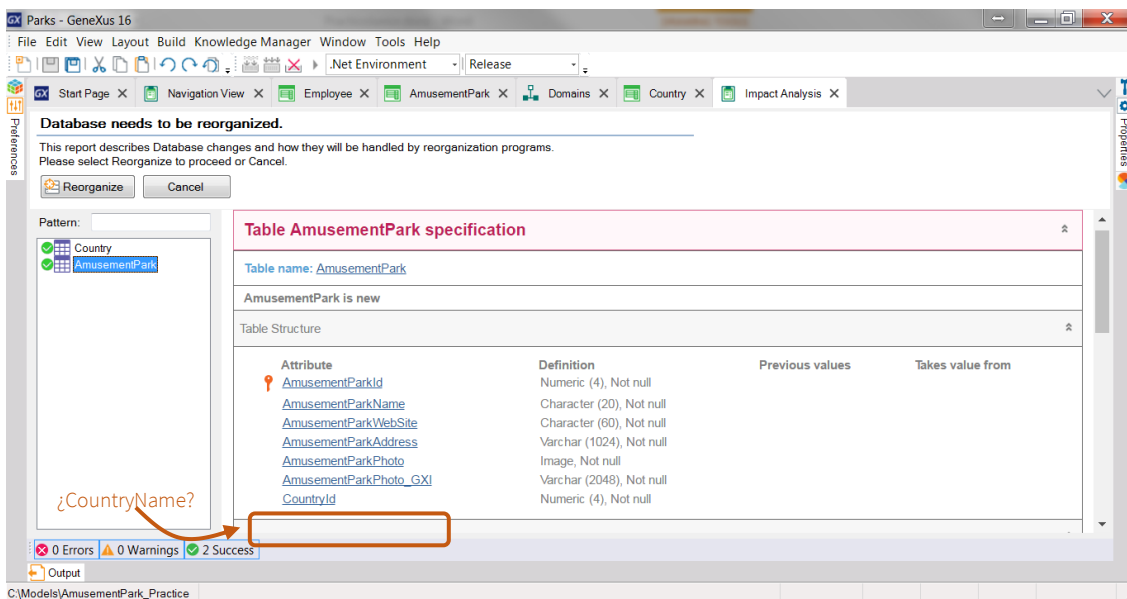 Parks - GeneXus 16
File Edit View Layout Build Knowledge Manager Window Tools Help
.Net Environment Release
Start Page Navigation View Employee AmusementPark Domains Country Impact Analysis
Preferences
Properties
Database needs to be reorganized.
This report describes Database changes and how they will be handled by reorganization programs.
Please select Reorganize to proceed or Cancel.
Reorganize Cancel
Pattern:
Country
AmusementPark
Table AmusementPark specification
Table name: AmusementPark
AmusementPark is new
Table Structure
Attribute Definition Previous values Takes value from
AmusementParkId Numeric (4), Not null
AmusementParkName Character (20), Not null
AmusementParkWebSite Character (60), Not null
AmusementParkAddress Varchar (1024), Not null
AmusementParkPhoto Image, Not null
AmusementParkPhoto_GXI Varchar (2048), Not null
CountryId Numeric (4), Not null
¿CountryName?
0 Errors 0 Warnings 2 Success
Output
C:\Models\AmusementPark_Practice